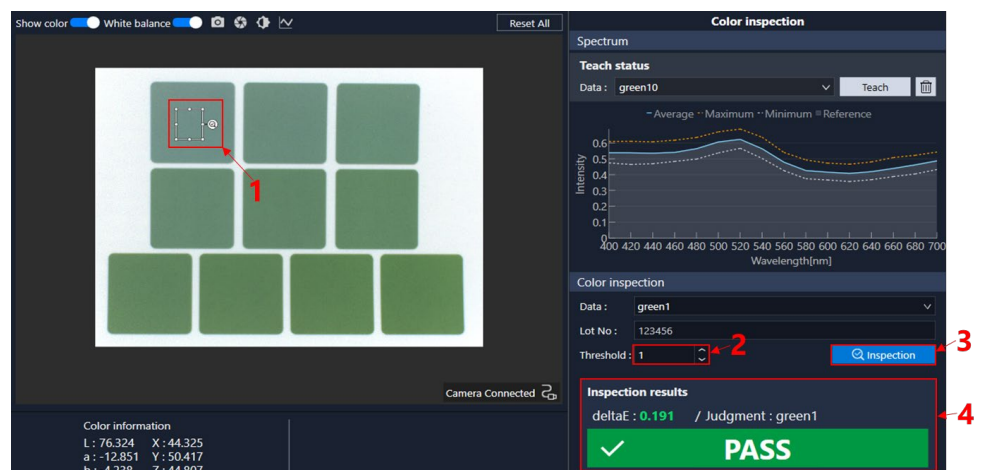 Show color White balance Reset All
Color inspection
Spectrum
Teach status
Data : green10 Teach
Average Maximum Minimum Reference
Intensity
0.6
0.5
0.4
0.3
0.2
0.1
0
400 420 440 460 480 500 520 540 560 580 600 620 640 660 680 700
Wavelength[nm]
1
Color inspection
Data : green1
Lot No : 123456
Threshold : 1 2 Inspection 3
Camera Connected
Inspection results
deltaE : 0.191 / Judgment : green1 4
PASS
Color information
L : 76.324 X : 44.325
a : -12.851 Y : 50.417
b : -4.238 Z : 44.807